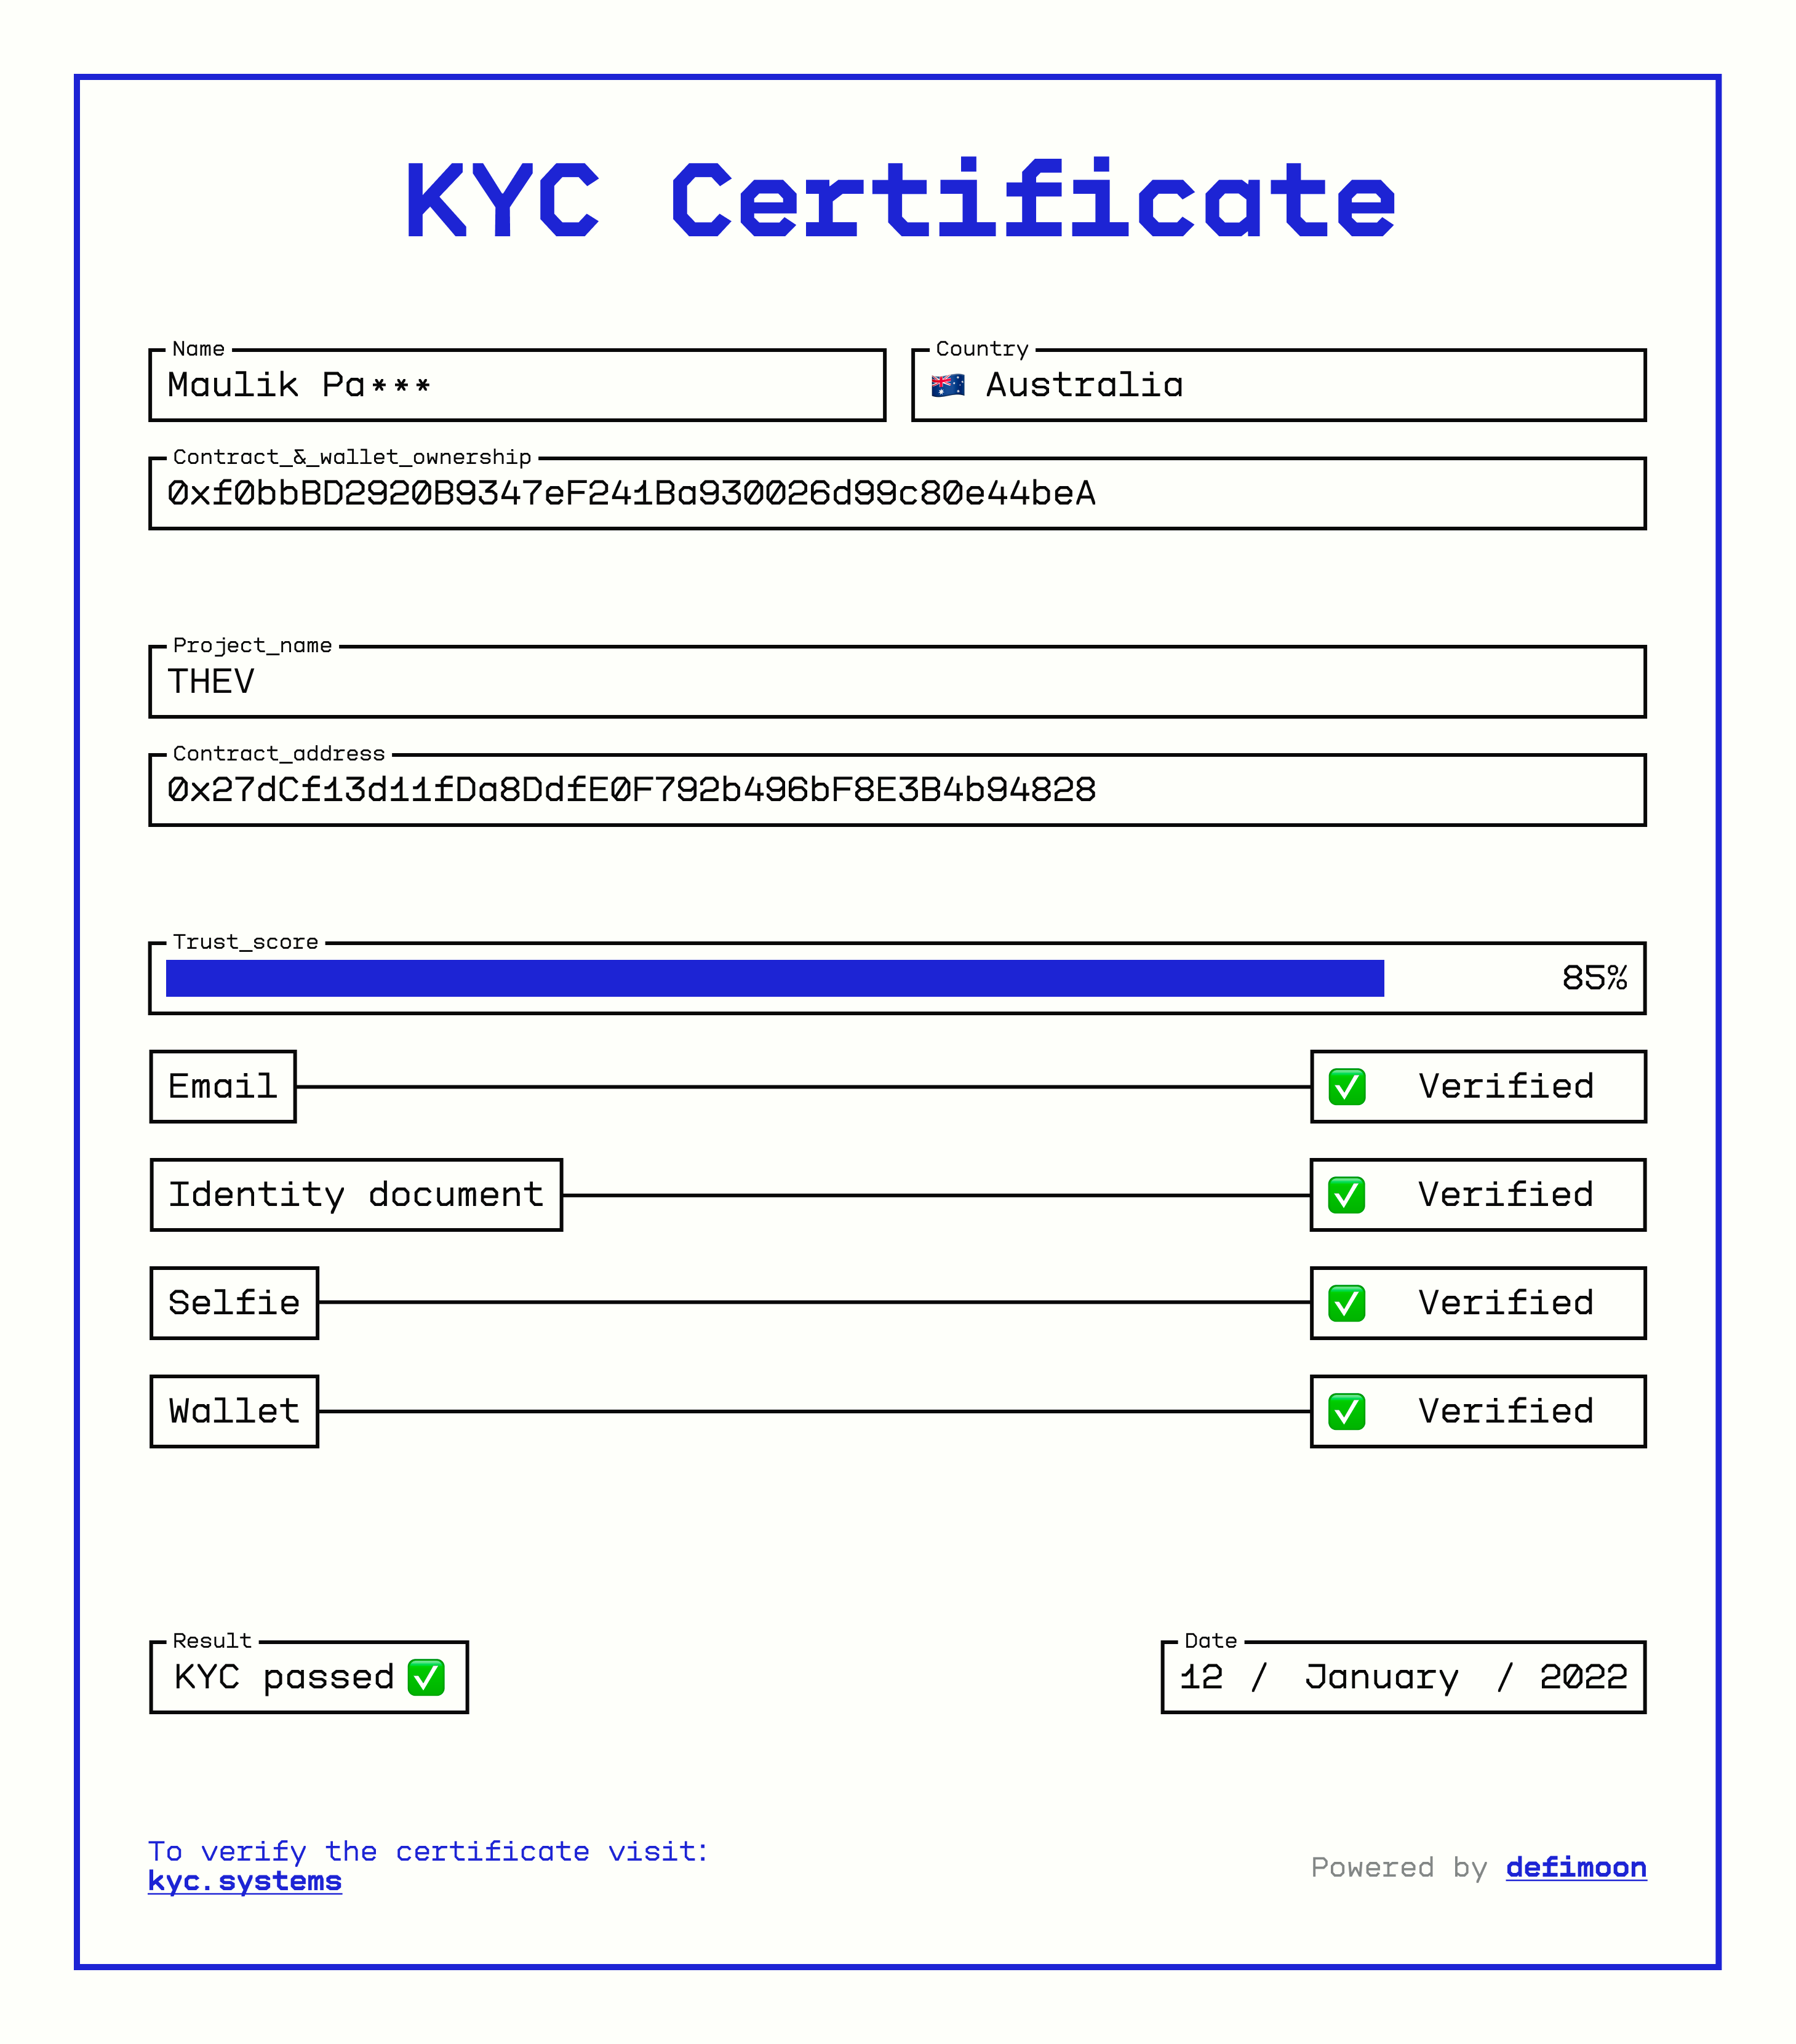 KYC Certificate
Name
Country
Maulik Pa***
Australia
Contract_&_wallet_ownership
0xf0bbBD2920B9347eF241Ba930026d99c80e44beA
Project_name
THEV
Contract_address
0x27dCf13d11fDa8DdfE0F792b496bF8E3B4b94828
Trust_score
85%
Email Verified
Identity document Verified
Selfie Verified
Wallet Verified
Result
Date
KYC passed
12 / January / 2022
To verify the certificate visit:
kyc.systems
Powered by defimoon